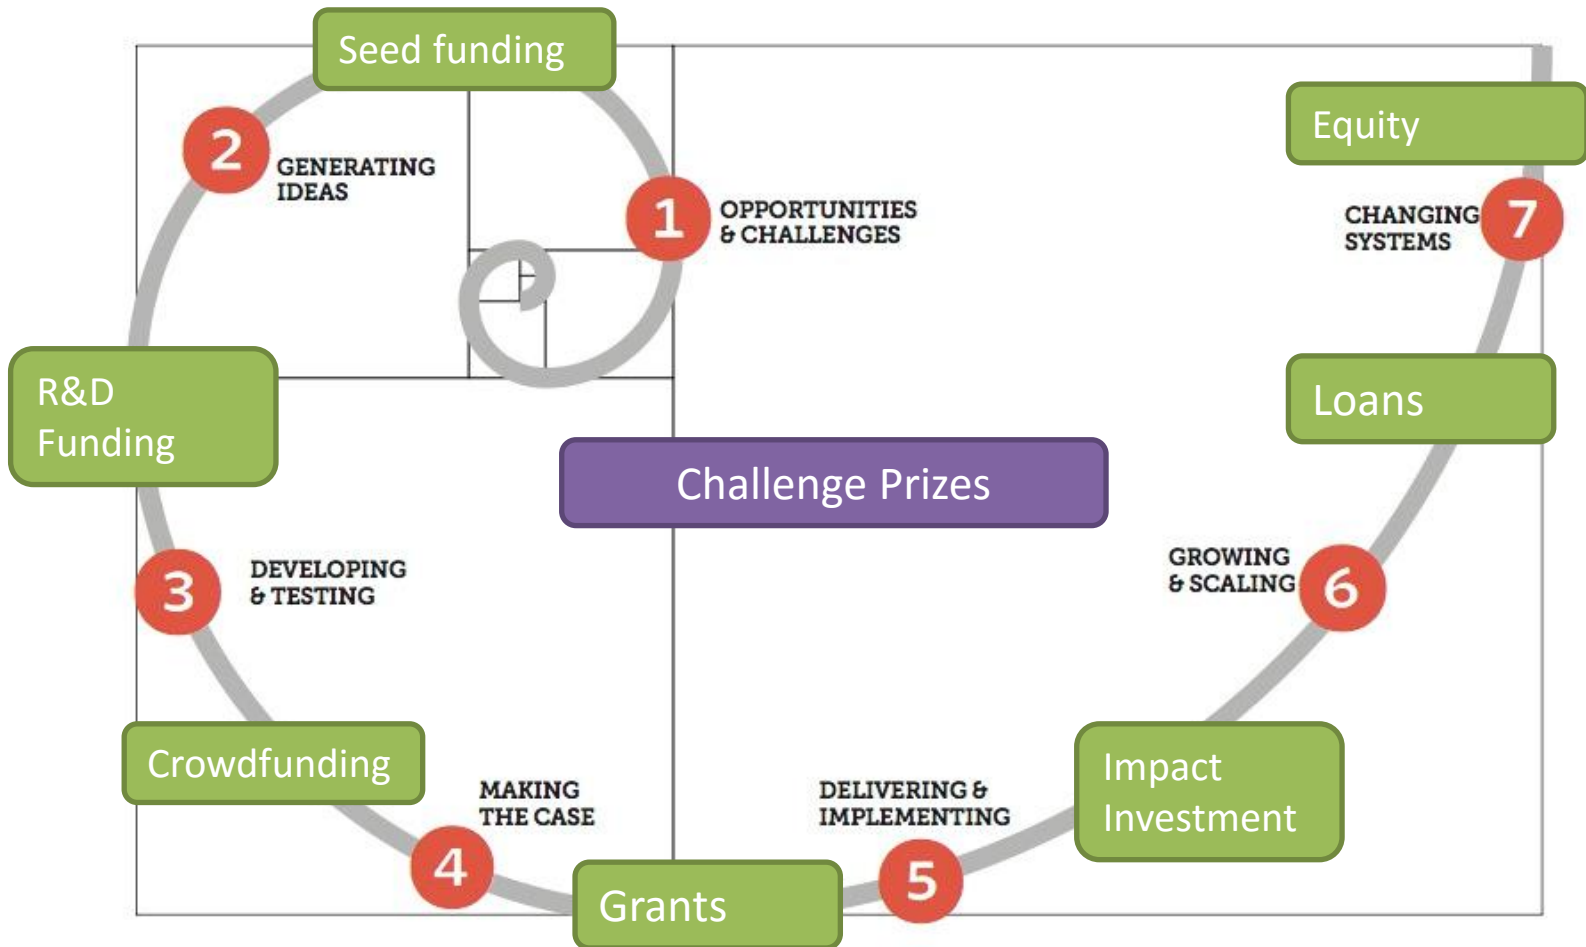 Seed funding
Equity
2
GENERATING
IDEAS
1
OPPORTUNITIES
& CHALLENGES
CHANGING
SYSTEMS
7
R&D
Funding
Loans
Challenge Prizes
3
DEVELOPING
& TESTING
GROWING
& SCALING
6
Crowdfunding
Impact
Investment
MAKING
THE CASE
4
DELIVERING &
IMPLEMENTING
5
Grants